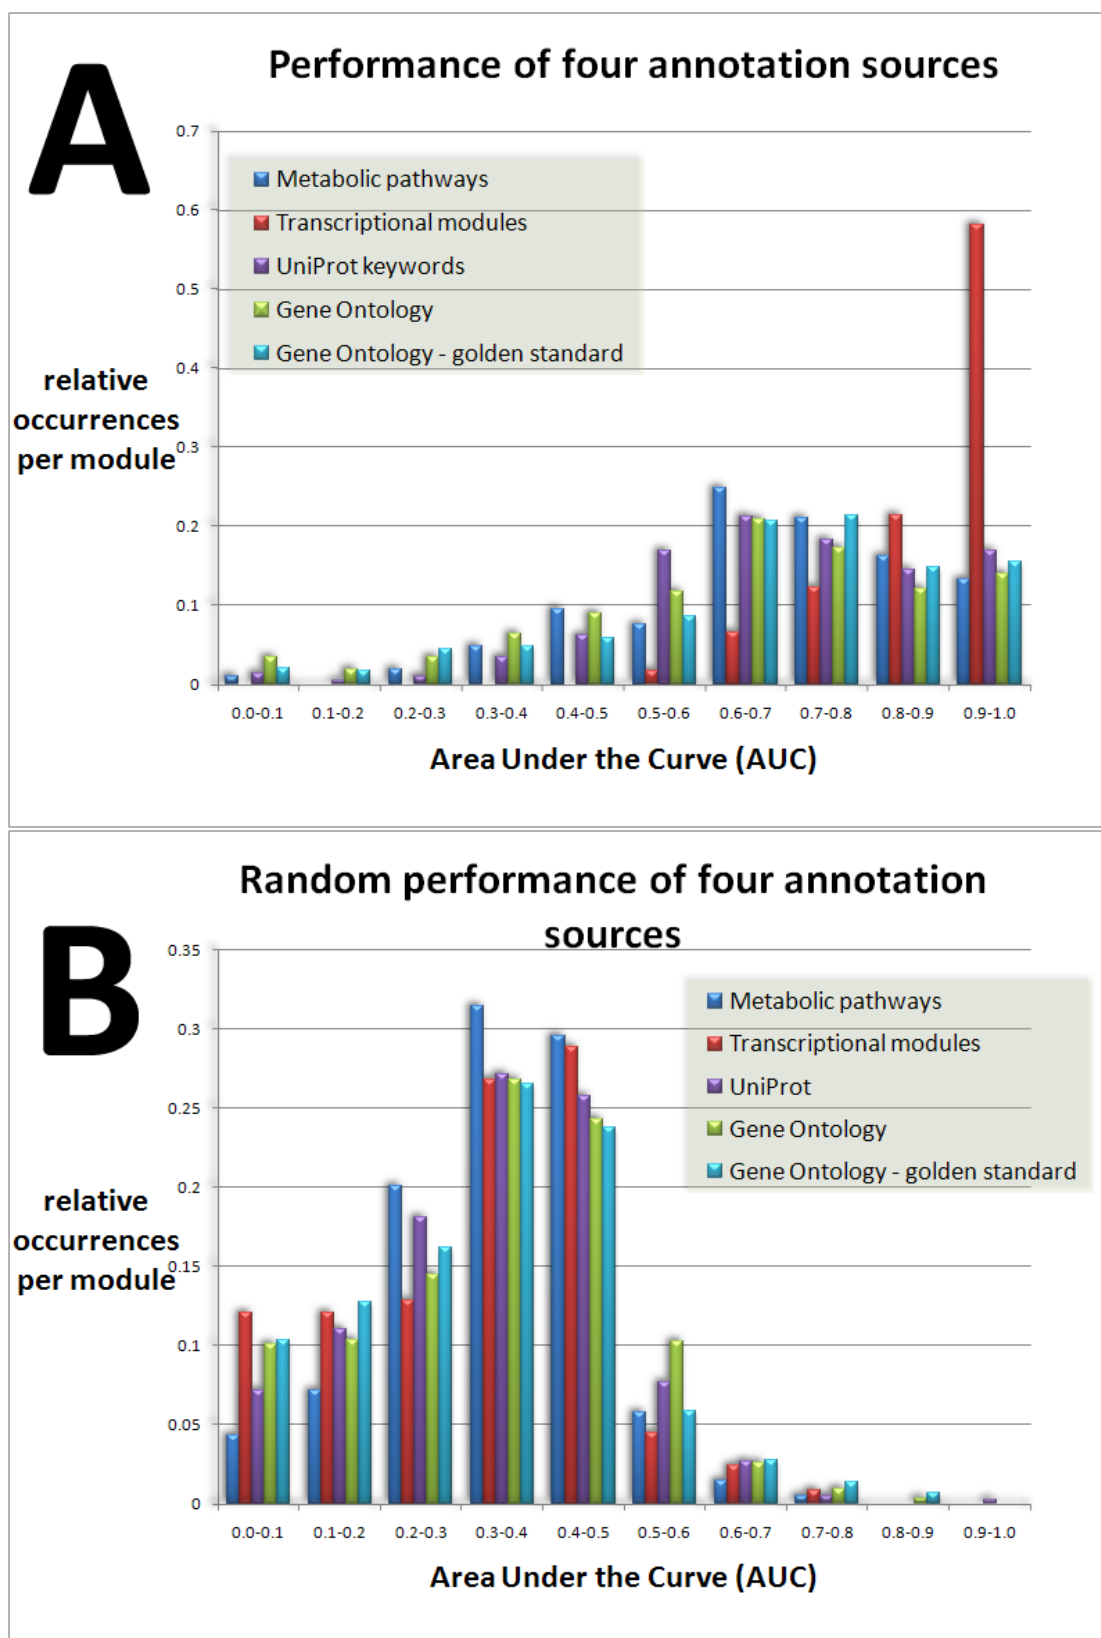 A
Performance of four annotation sources
0.7
0.6
0.5
0.4
0.3
0.2
0.1
0
Metabolic pathways
Transcriptional modules
UniProt keywords
Gene Ontology
Gene Ontology - golden standard
relative
occurrences
per module
0.0-0.1 0.1-0.2 0.2-0.3 0.3-0.4 0.4-0.5 0.5-0.6 0.6-0.7 0.7-0.8 0.8-0.9 0.9-1.0
Area Under the Curve (AUC)
B
Random performance of four annotation
sources
0.35
0.3
0.25
0.2
0.15
0.1
0.05
0
Metabolic pathways
Transcriptional modules
UniProt
Gene Ontology
Gene Ontology - golden standard
relative
occurrences
per module
0.0-0.1 0.1-0.2 0.2-0.3 0.3-0.4 0.4-0.5 0.5-0.6 0.6-0.7 0.7-0.8 0.8-0.9 0.9-1.0
Area Under the Curve (AUC)